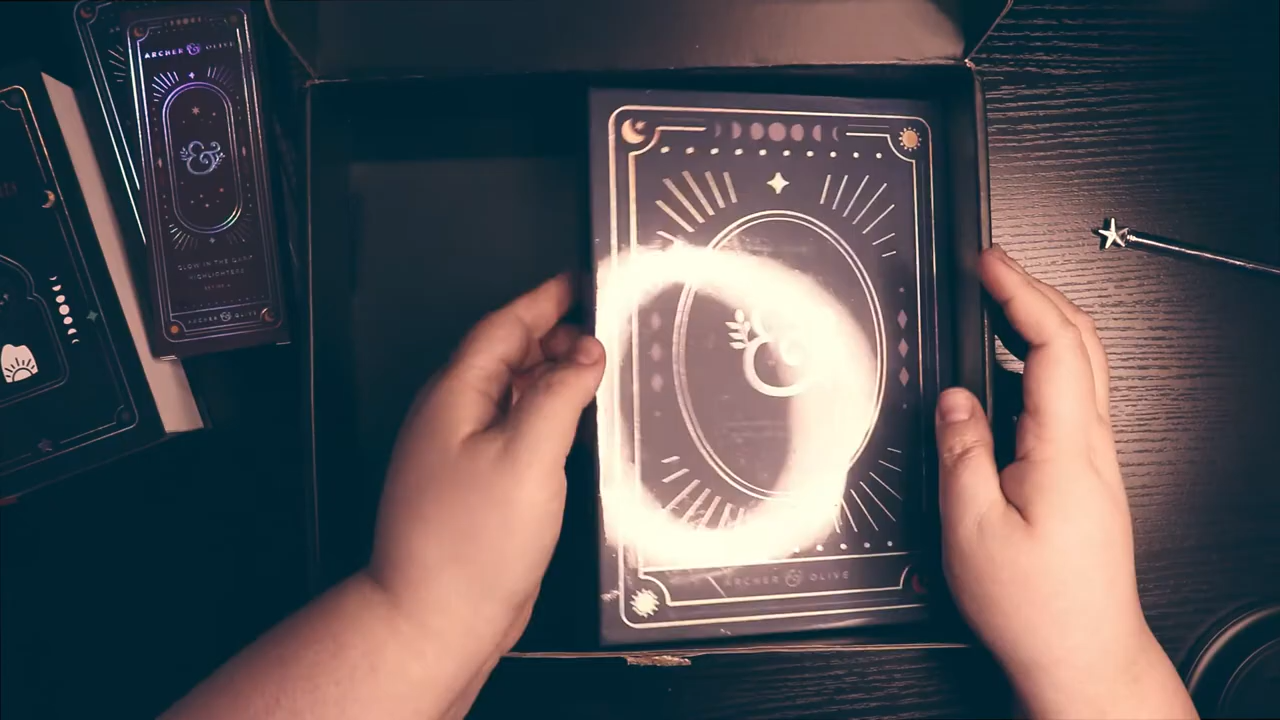 ARCHER & OLIVE
&
GLOW IN THE DARK
HIGHLIGHTERS
ARCHER & OLIVE
&
ARCHER & OLIVE